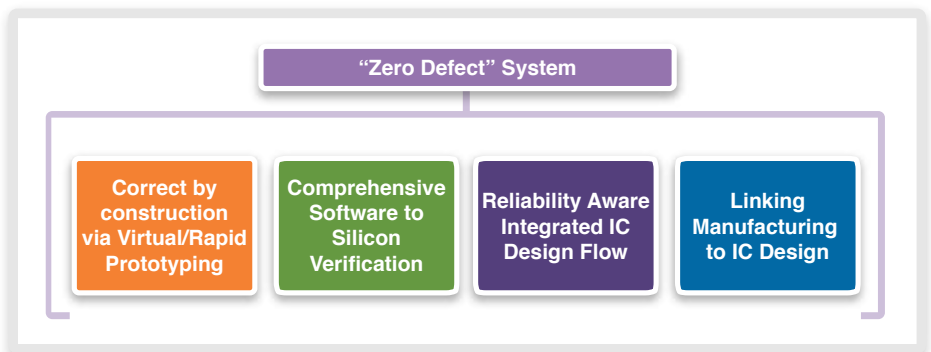 “Zero Defect” System
Correct by
construction
via Virtual/Rapid
Prototyping
Comprehensive
Software to
Silicon
Verification
Reliability Aware
Integrated IC
Design Flow
Linking
Manufacturing
to IC Design